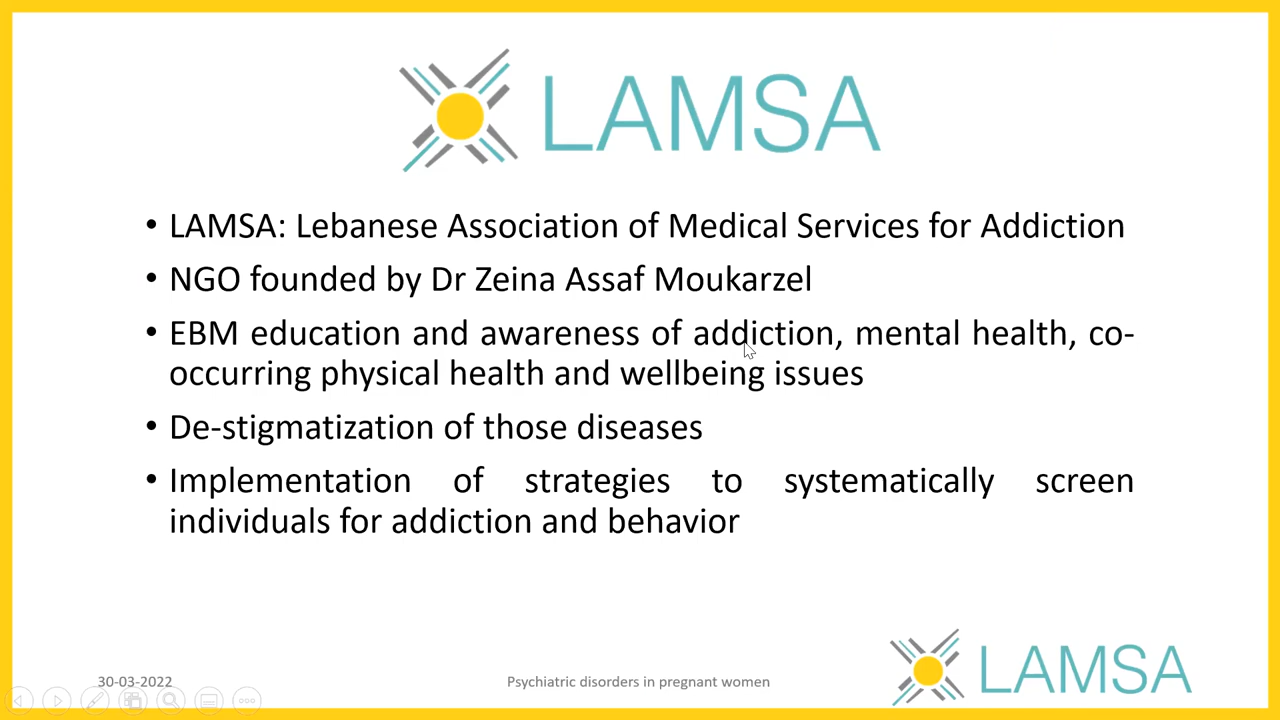 LAMSA
• LAMSA: Lebanese Association of Medical Services for Addiction
• NGO founded by Dr Zeina Assaf Moukarzel
• EBM education and awareness of addiction, mental health, co-
occurring physical health and wellbeing issues
• De-stigmatization of those diseases
• Implementation of strategies to systematically screen
individuals for addiction and behavior
30-03-2022
Psychiatric disorders in pregnant women
LAMSA